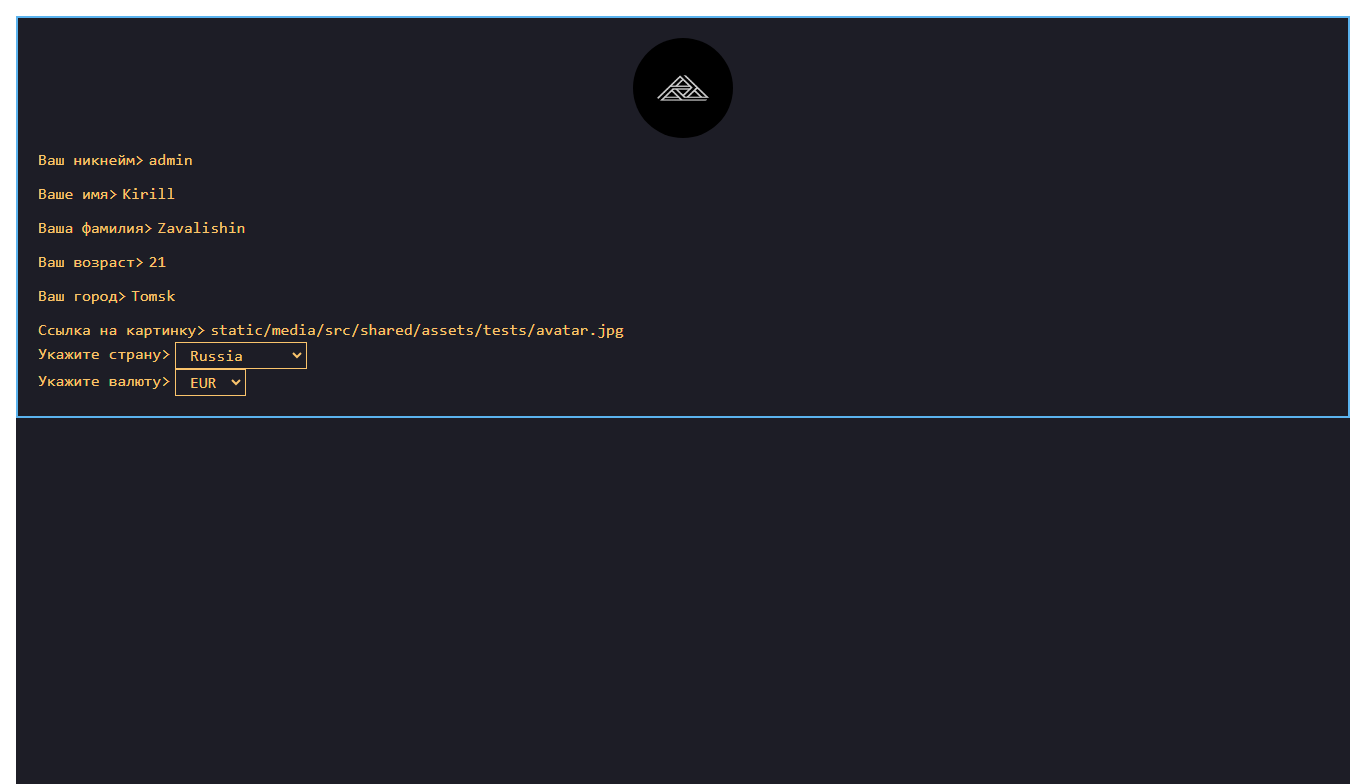 Ваш никнейм> admin
Ваше имя> Kirill
Ваша фамилия> Zavalishin
Ваш возраст> 21
Ваш город> Tomsk
Ссылка на картинку> static/media/src/shared/assets/tests/avatar.jpg
Укажите страну> Russia
Укажите валюту> EUR